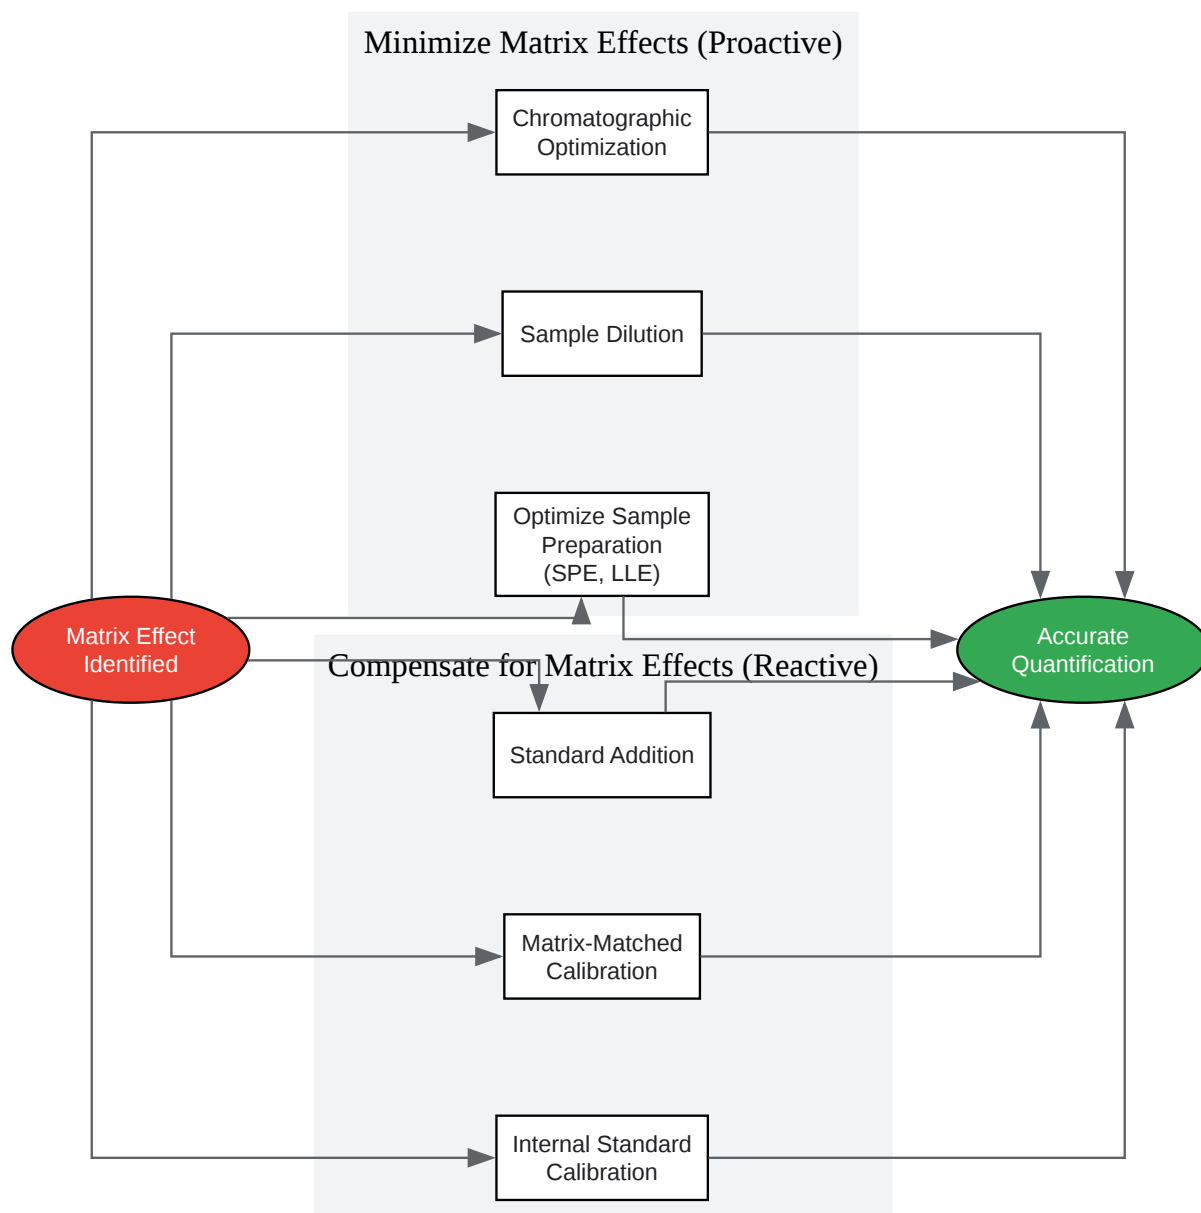 Minimize Matrix Effects (Proactive)
Chromatographic
Optimization
Sample Dilution
Optimize Sample
Preparation
(SPE, LLE)
Matrix Effect
Identified
Accurate
Quantification
Compensate for Matrix Effects (Reactive)
Standard Addition
Matrix-Matched
Calibration
Internal Standard
Calibration